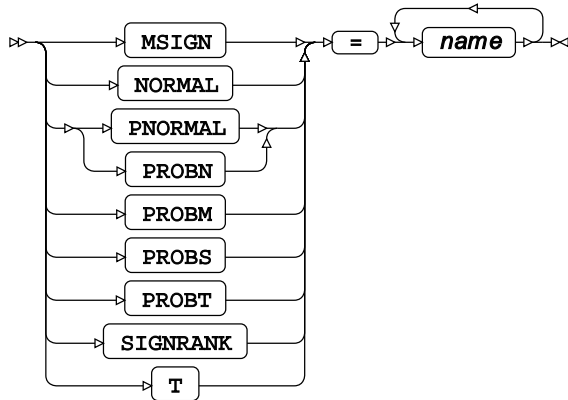 MSIGN = name
NORMAL
PNORMAL
PROBN
PROBM
PROBS
PROBT
SIGNRANK
T